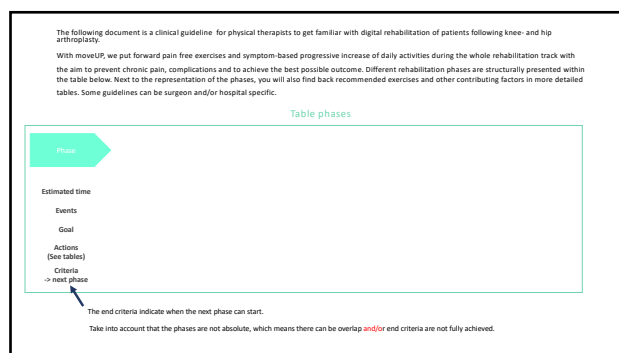 The following document is a clinical guideline for physical therapists to get familiar with digital rehabilitation of patients following knee- and hip
arthroplasty.
With moveUP, we put forward pain free exercises and symptom-based progressive increase of daily activities during the whole rehabilitation track with
the aim to prevent chronic pain, complications and to achieve the best possible outcome. Different rehabilitation phases are structurally presented within
the table below. Next to the representation of the phases, you will also find back recommended exercises and other contributing factors in more detailed
tables. Some guidelines can be surgeon and/or hospital specific.
Table phases
Phase
Estimated time
Events
Goal
Actions
(See tables)
Criteria
-> next phase
The end criteria indicate when the next phase can start.
Take into account that the phases are not absolute, which means there can be overlap and/or end criteria are not fully achieved.